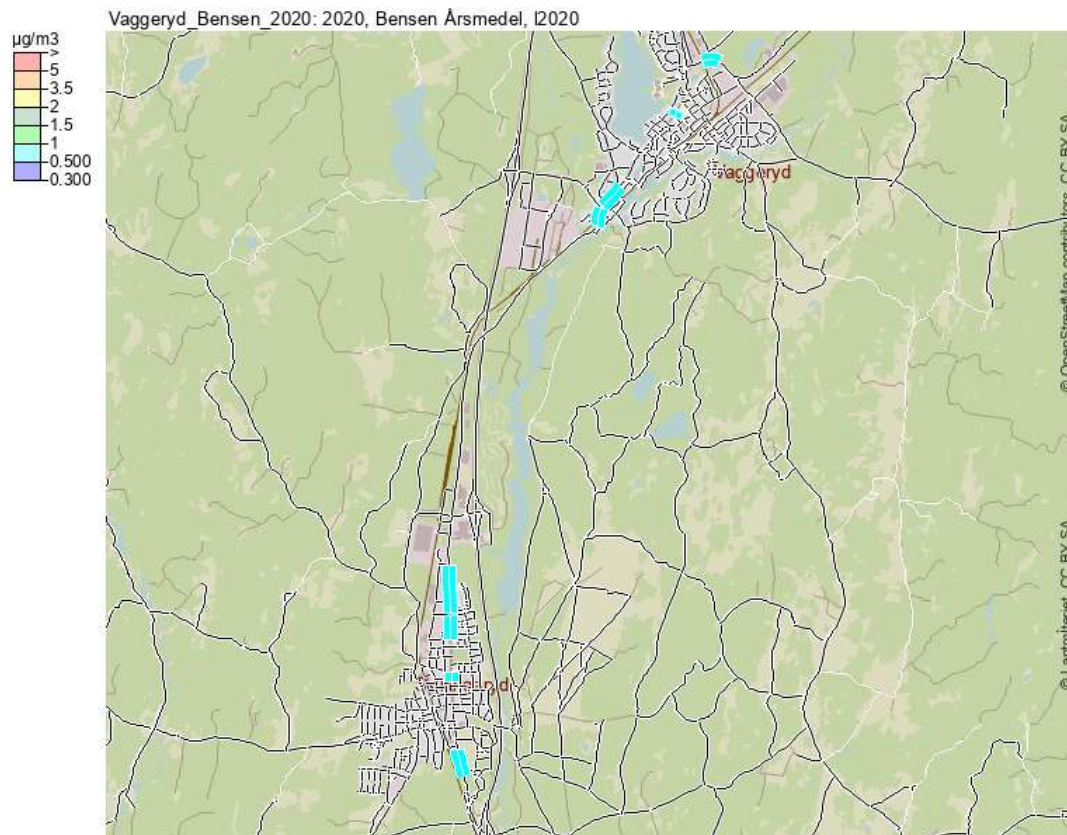 Vaggeryd_Bensen_2020: 2020, Bensen Årsmedel, I2020
µg/m3
>
5
3.5
2
1.5
1
0.500
0.300
Vaggeryd
© OpenStreetMap contributors, CC BY SA
© Lantmäteriet, CC BY SA